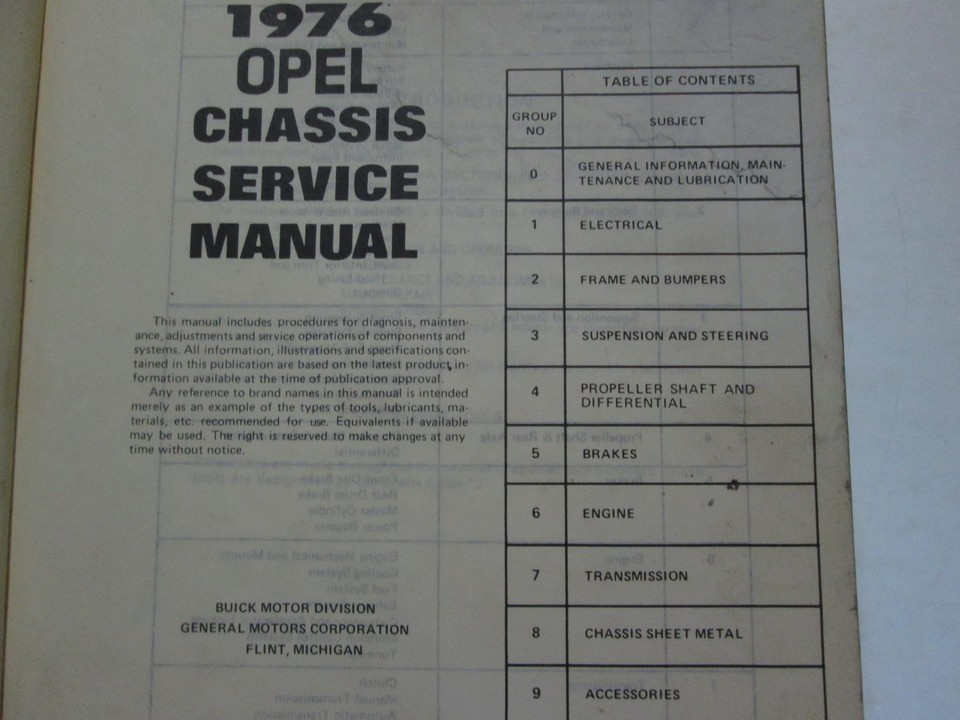 1976
OPEL
CHASSIS
SERVICE
MANUAL
This manual includes procedures for diagnosis, mainten-
ance, adjustments and service operations of components and
systems. All information, illustrations and specifications con-
tained in this publication are based on the latest product in-
formation available at the time of publication approval.
Any reference to brand names in this manual is intended
merely as an example of the types of tools, lubricants, ma-
terials, etc. recommended for use. Equivalents if available
may be used. The right is reserved to make changes at any
time without notice.
BUICK MOTOR DIVISION
GENERAL MOTORS CORPORATION
FLINT, MICHIGAN
TABLE OF CONTENTS
GROUP
NO
SUBJECT
0
GENERAL INFORMATION, MAIN-
TENANCE AND LUBRICATION
1 ELECTRICAL
2 FRAME AND BUMPERS
3 SUSPENSION AND STEERING
4
PROPELLER SHAFT AND
DIFFERENTIAL
5 BRAKES
6 ENGINE
7 TRANSMISSION
8 CHASSIS SHEET METAL
9 ACCESSORIES